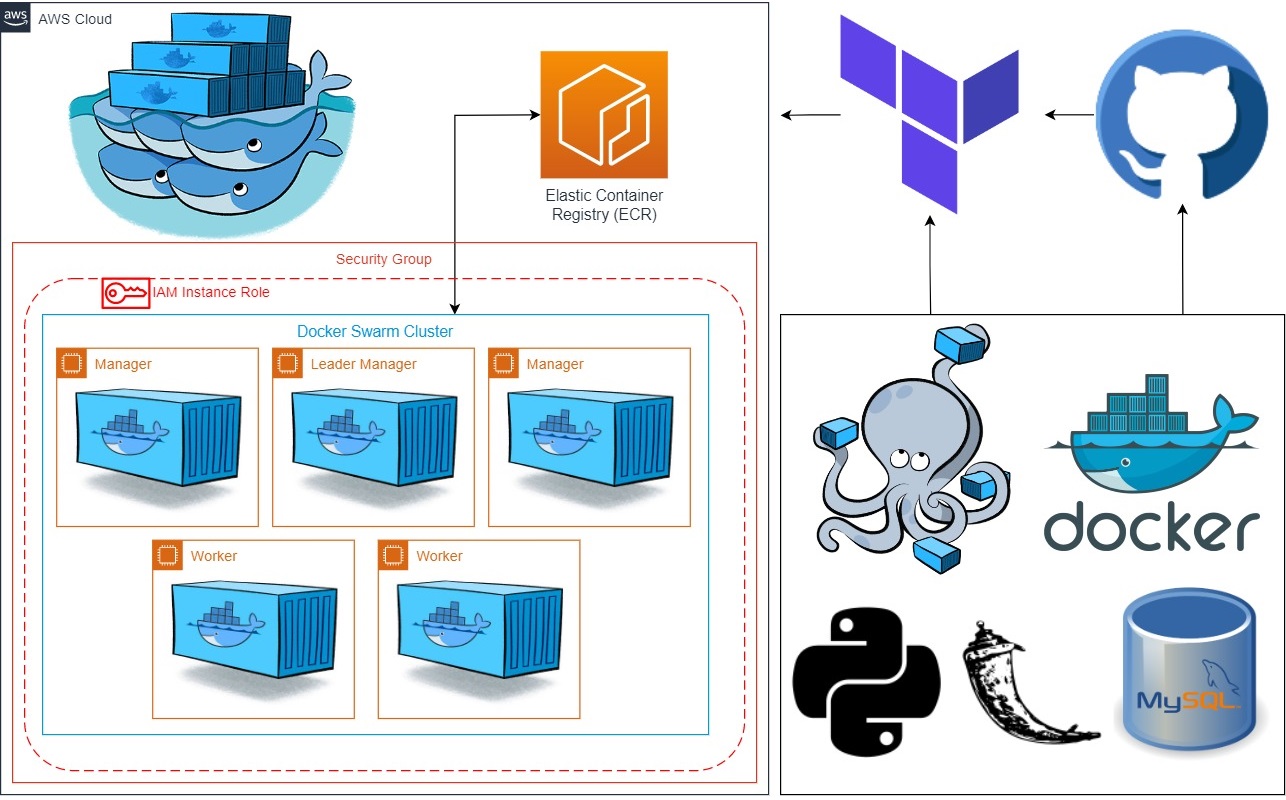 aws
AWS Cloud
Elastic Container
Registry (ECR)
Security Group
IAM Instance Role
Docker Swarm Cluster
Manager
Leader Manager
Manager
Worker
Worker
docker
MySQL